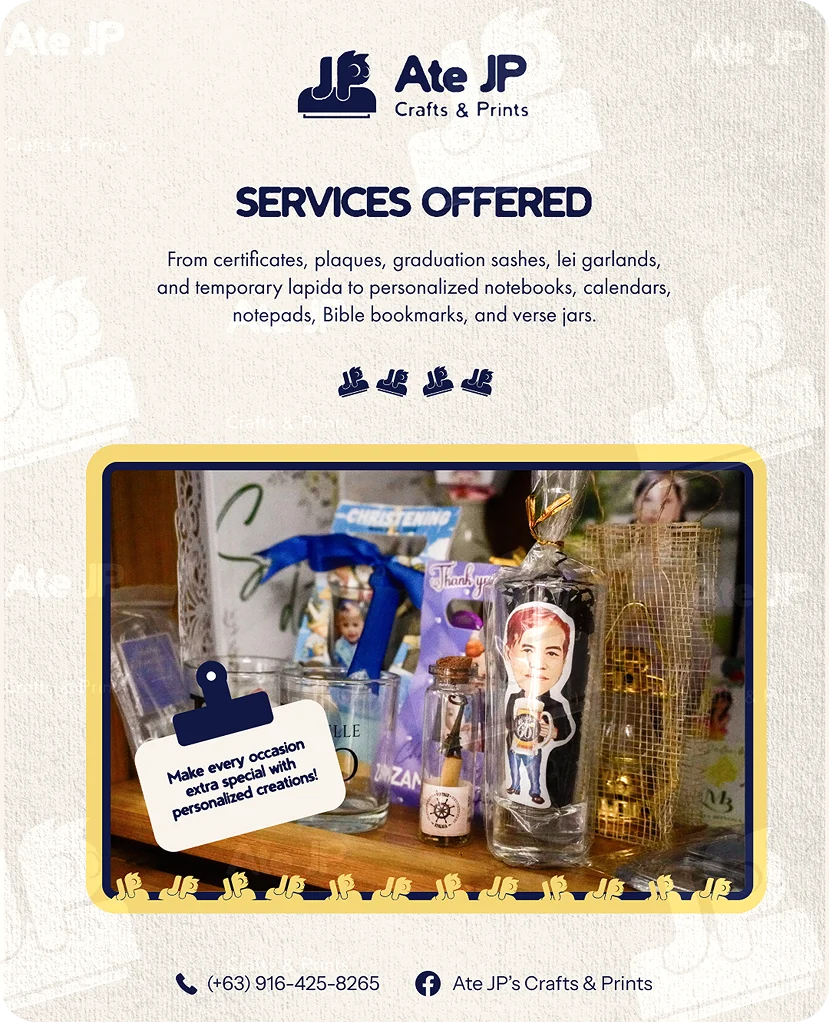 Ate JP
Crafts & Prints
SERVICES OFFERED
From certificates, plaques, graduation sashes, lei garlands,
and temporary lapida to personalized notebooks, calendars,
notepads, Bible bookmarks, and verse jars.
CHRISTENING
Thank you
Make every occasion
extra special with
personalized creations!
(+63) 916-425-8265
Ate JP's Crafts & Prints